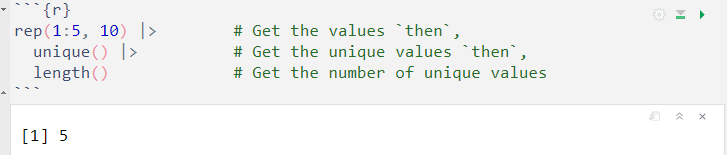 ```{r}
rep(1:5, 10) |>        # Get the values `then`,
  unique() |>          # Get the unique values `then`,
  length()             # Get the number of unique values
```
[1] 5